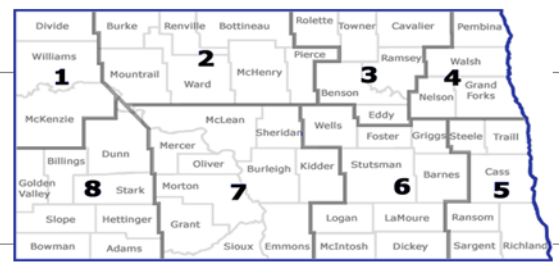 Divide Burke Renville Bottineau Rolette Towner Cavalier Pembina
Williams 2 Pierce Ramsey Walsh
1 Mountrail Ward McHenry 3 4
Benson Nelson Grand
Forks
McKenzie McLean Sheridan Wells Eddy
Foster Griggs Steele Traill
Billings Dunn Mercer
Oliver Burleigh Kidder Stutsman Barnes Cass
Golden
Valley 8 Stark Morton 7 6 5
Slope Hettinger Grant Logan LaMoure Ransom
Bowman Adams Sioux Emmons McIntosh Dickey Sargent Richland